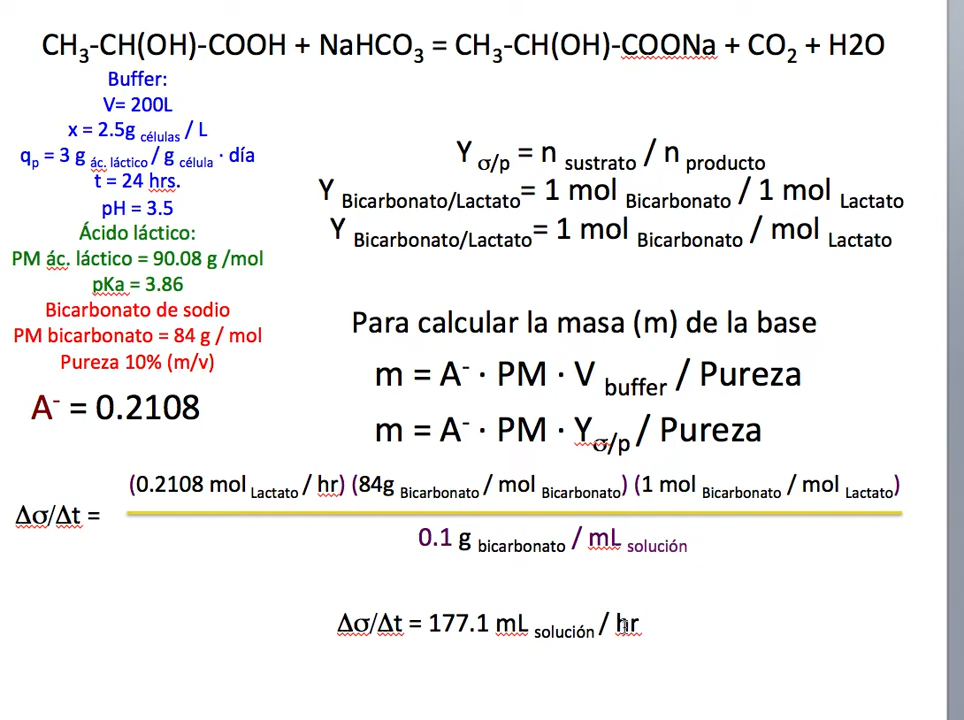 CH3-CH(OH)-COOH + NaHCO3 = CH3-CH(OH)-COONa + CO2 + H2O
Buffer:
V= 200L
x = 2.5g células / L
qp = 3 g ác. láctico / g célula · día
t = 24 hrs.
pH = 3.5
Ácido láctico:
PM ác. láctico = 90.08 g /mol
pKa = 3.86
Bicarbonato de sodio
PM bicarbonato = 84 g / mol
Pureza 10% (m/v)
A- = 0.2108
Y σ/p = n sustrato / n producto
Y Bicarbonato/Lactato= 1 mol Bicarbonato / 1 mol Lactato
Y Bicarbonato/Lactato= 1 mol Bicarbonato / mol Lactato
Para calcular la masa (m) de la base
m = A- · PM · V buffer / Pureza
m = A- · PM · Yσ/p / Pureza
(0.2108 mol Lactato / hr) (84g Bicarbonato / mol Bicarbonato) (1 mol Bicarbonato / mol Lactato)
Δσ/Δt =
0.1 g bicarbonato / mL solución
Δσ/Δt = 177.1 mL solución / hr